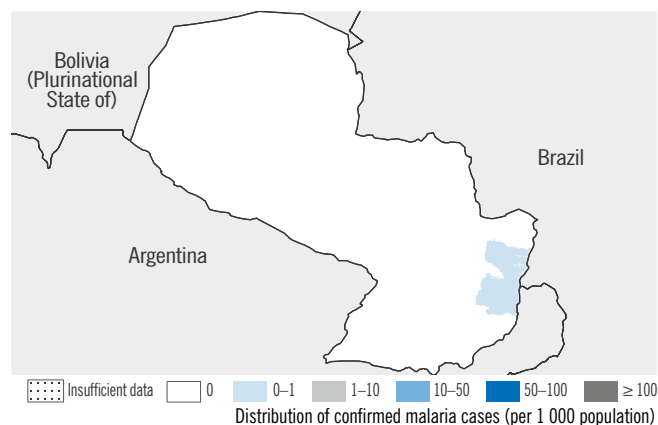 Bolivia
(Plurinational
State of)
Brazil
Argentina
Insufficient data 0 0–1 1–10 10–50 50–100 ≥ 100
Distribution of confirmed malaria cases (per 1 000 population)